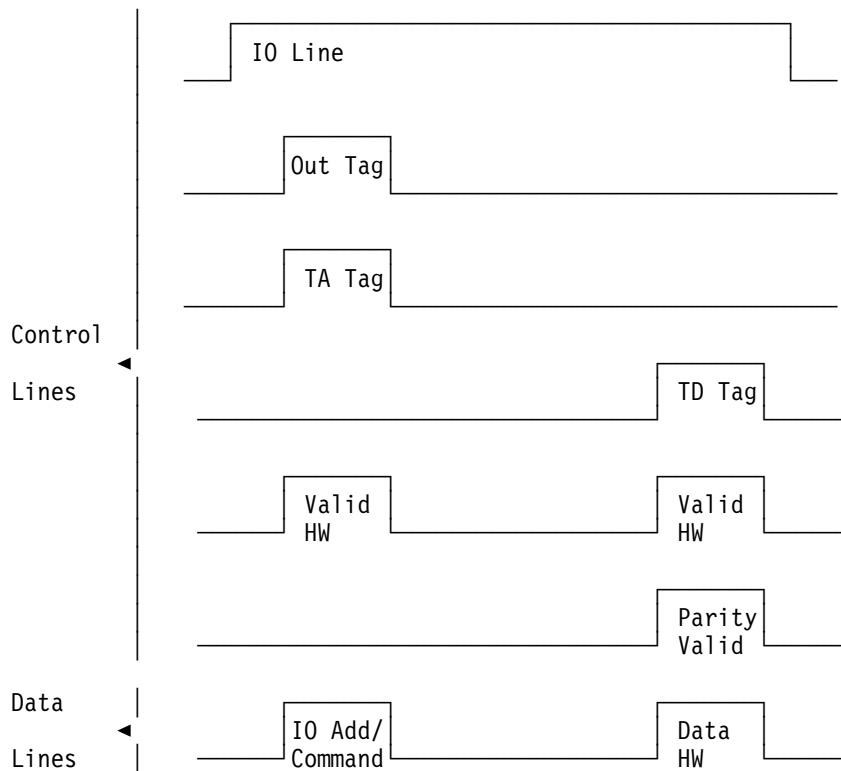 IO Line
Out Tag
TA Tag
Control
Lines
TD Tag
Valid
HW
Valid
HW
Parity
Valid
Data
Lines
IO Add/
Command
Data
HW